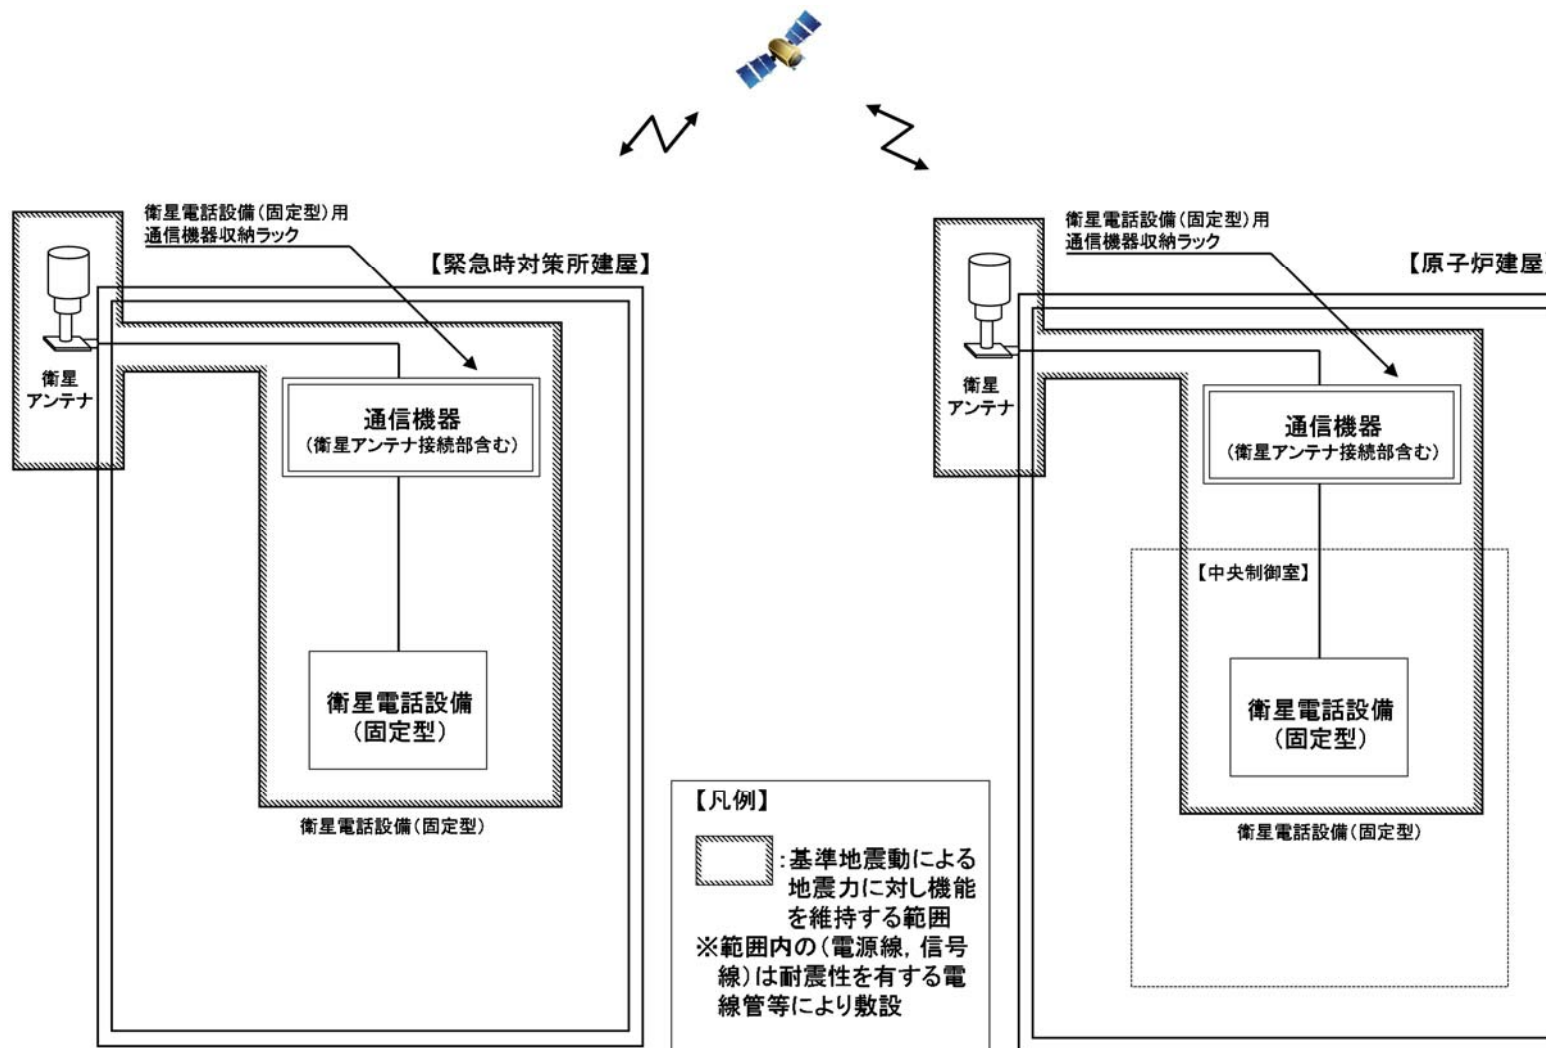 衛星電話設備(固定型)用
通信機器収納ラック
【緊急時対策所建屋】
衛星
アンテナ
通信機器
(衛星アンテナ接続部含む)
衛星電話設備
(固定型)
衛星電話設備(固定型)
【凡例】
:基準地震動による
地震力に対し機能
を維持する範囲
※範囲内の(電源線,信号
線)は耐震性を有する電
線管等により敷設
衛星電話設備(固定型)用
通信機器収納ラック
【原子炉建屋】
衛星
アンテナ
通信機器
(衛星アンテナ接続部含む)
【中央制御室】
衛星電話設備
(固定型)
衛星電話設備(固定型)